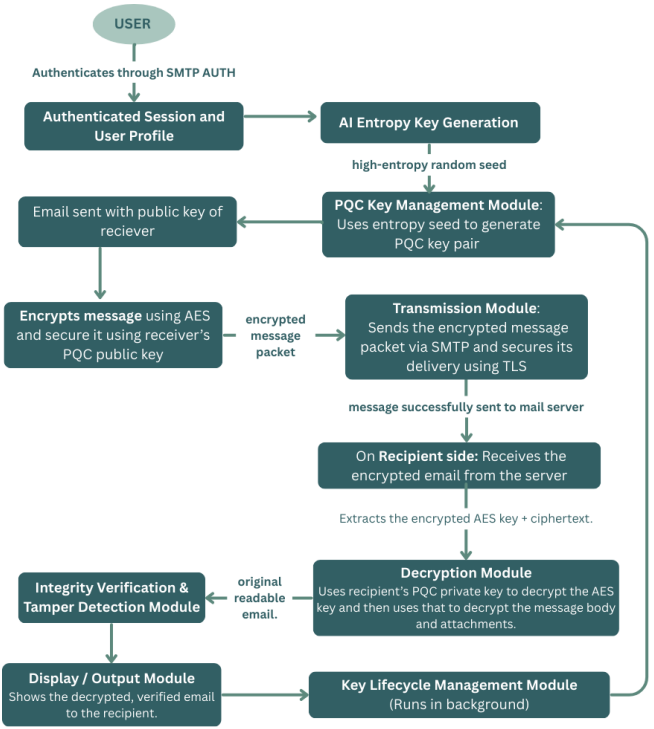 USER
Authenticates through SMTP AUTH
Authenticated Session and
User Profile
AI Entropy Key Generation
high-entropy random seed
PQC Key Management Module:
Uses entropy seed to generate
PQC key pair
Email sent with public key of
reciever
Encrypts message using AES
and secure it using receiver's
PQC public key
encrypted
message
packet
Transmission Module:
Sends the encrypted message
packet via SMTP and secures its
delivery using TLS
message successfully sent to mail server
On Recipient side: Receives the
encrypted email from the server
Extracts the encrypted AES key + ciphertext.
Decryption Module
Uses recipient's PQC private key to decrypt the AES
key and then uses that to decrypt the message body
and attachments.
original
readable
email.
Integrity Verification &
Tamper Detection Module
Display / Output Module
Shows the decrypted, verified email
to the recipient.
Key Lifecycle Management Module
(Runs in background)